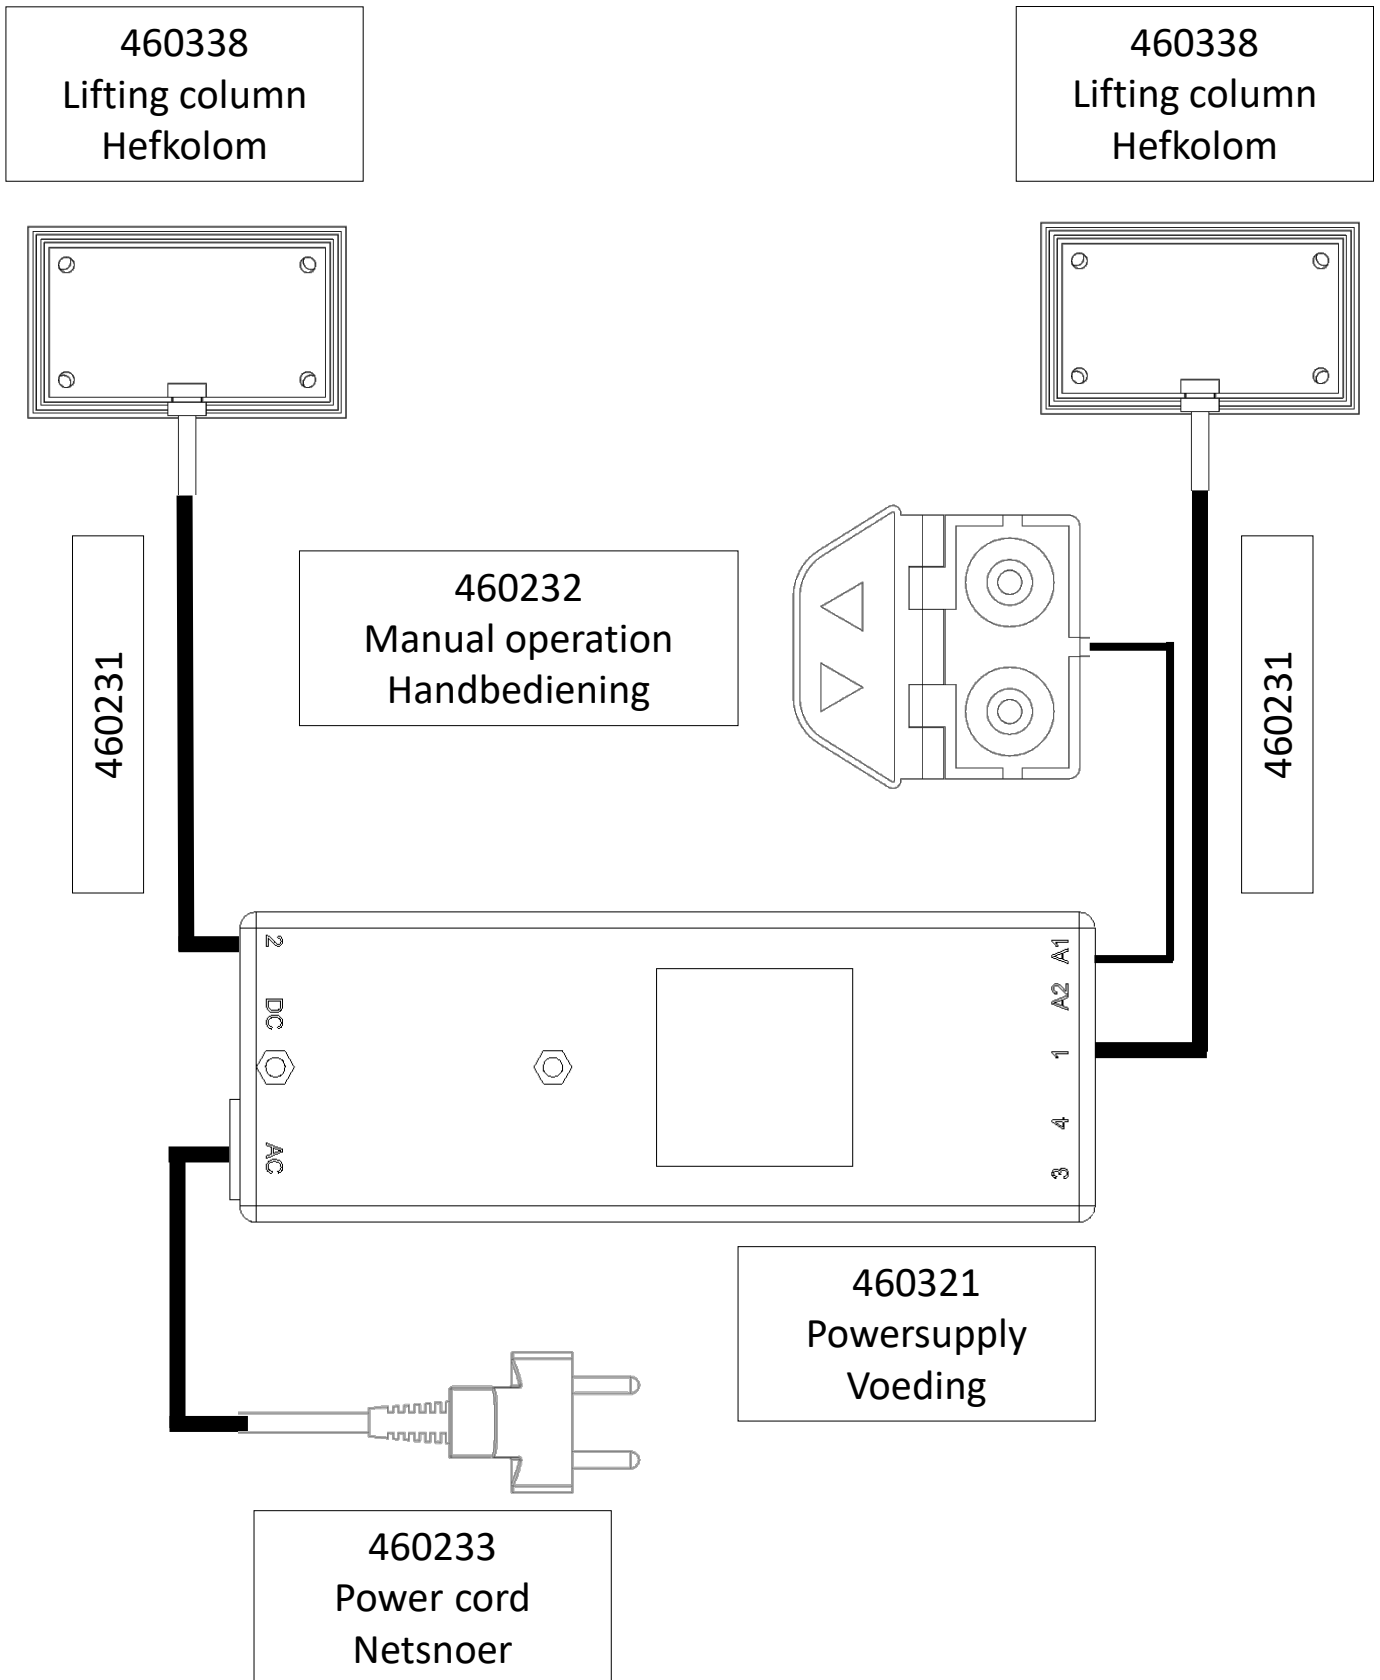 460338
Lifting column
Hefkolom
460338
Lifting column
Hefkolom
460232
Manual operation
Handbediening
460231
460231
2
DC
AC
A1
A2
1
4
3
460321
Powersupply
Voeding
460233
Power cord
Netsnoer